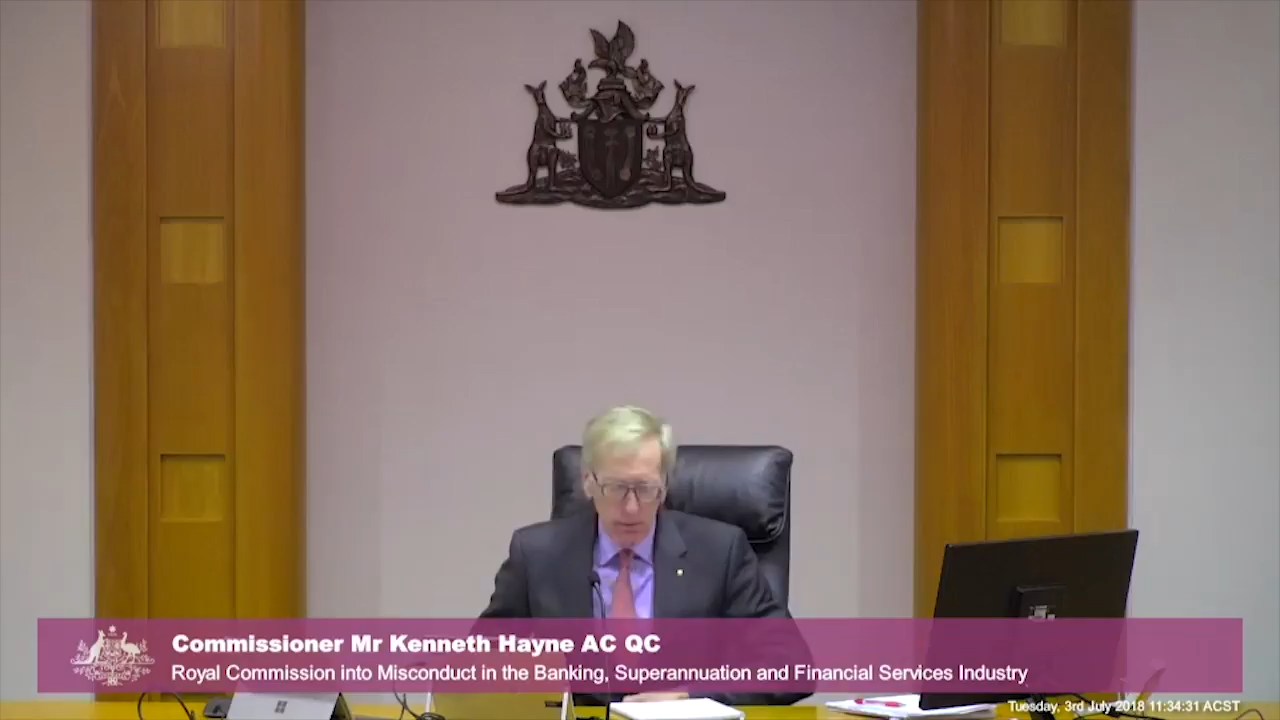 Commissioner Mr Kenneth Hayne AC QC
Royal Commission into Misconduct in the Banking, Superannuation and Financial Services Industry
Tuesday, 3rd July 2018 11:34:31 ACST